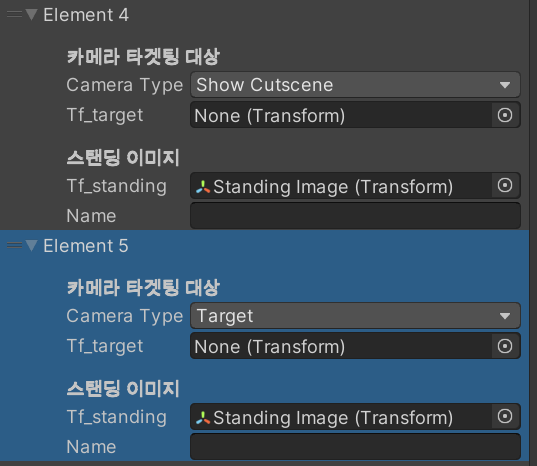 Element 4
카메라 타겟팅 대상
Camera Type Show Cutscene
Tf_target None (Transform)
스탠딩 이미지
Tf_standing Standing Image (Transform)
Name
Element 5
카메라 타겟팅 대상
Camera Type Target
Tf_target None (Transform)
스탠딩 이미지
Tf_standing Standing Image (Transform)
Name